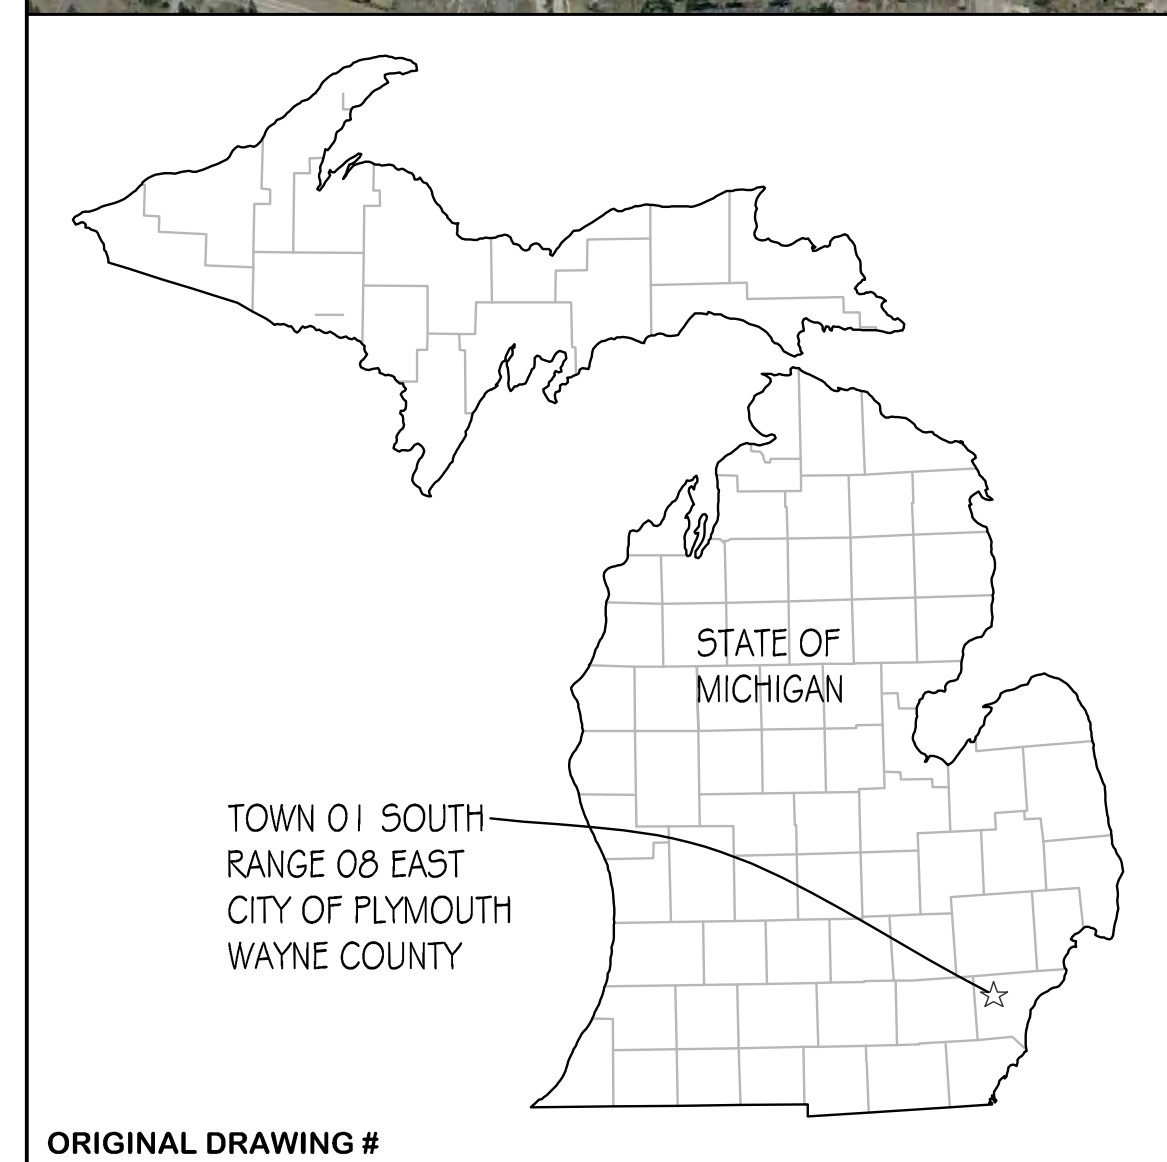 STATE OF
MICHIGAN
TOWN 01 SOUTH
RANGE 08 EAST
CITY OF PLYMOUTH
WAYNE COUNTY
ORIGINAL DRAWING #